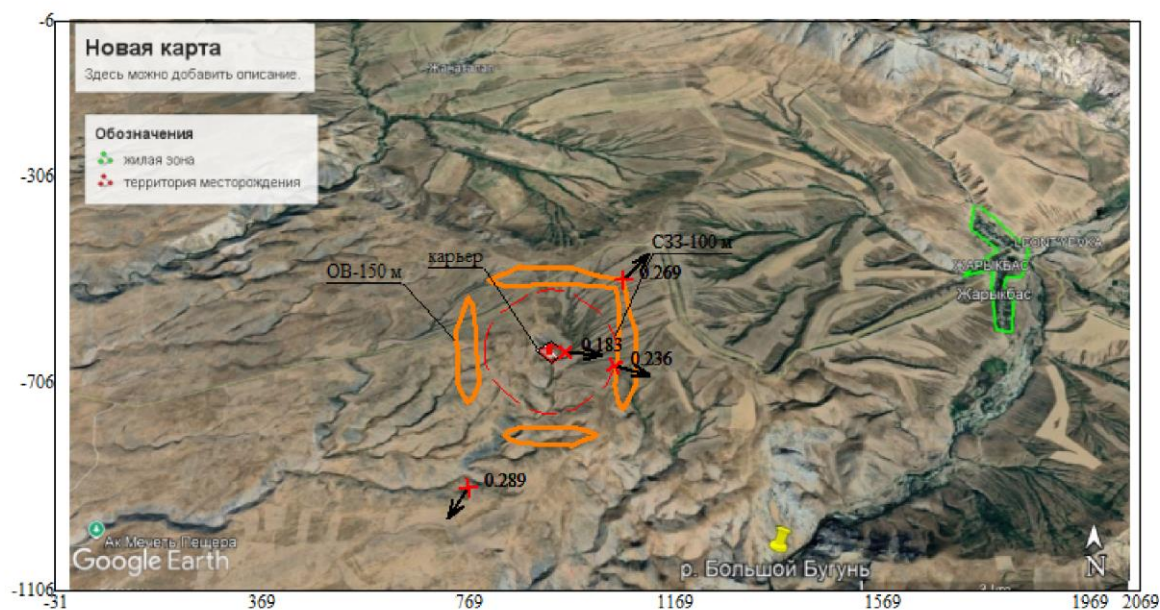 -6
Новая карта
Здесь можно добавить описание.
Обозначения
жилая зона
территория месторождения
-306
СЗЗ-100 м
карьер
ОВ-150 м
0.269
ЖАРЫКБАС
Жарыкбас
0.183
0.236
-706
0.289
Ак Мечеть Пещера
Google Earth
р. Большой Бугунь
N
-1106
-31
369
769
1169
1569
1969
2069